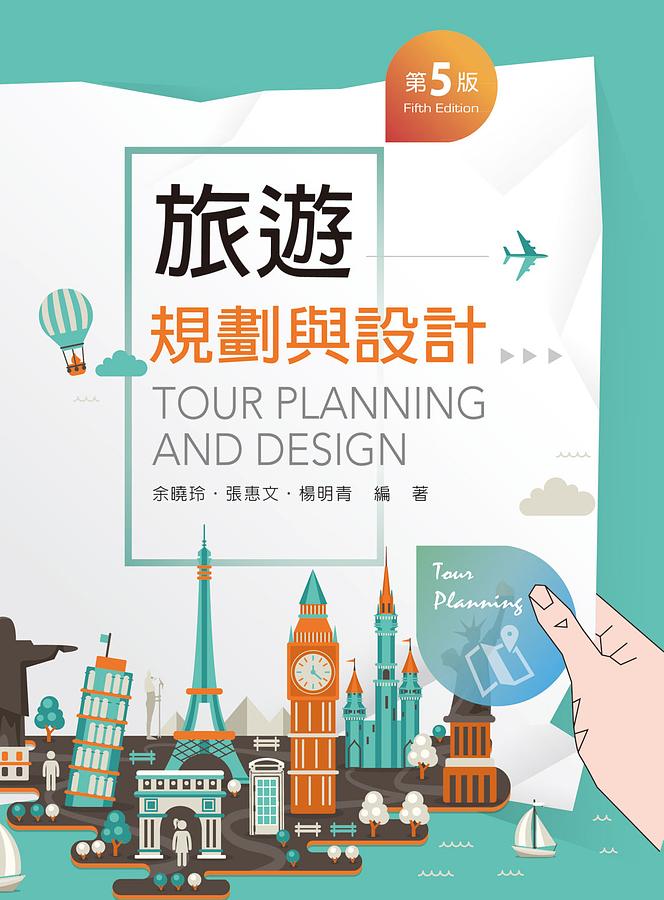 第5版
Fifth Edition
旅遊
規劃與設計
TOUR PLANNING
AND DESIGN
余曉玲・張惠文・楊明青 編 著
Tour
Planning